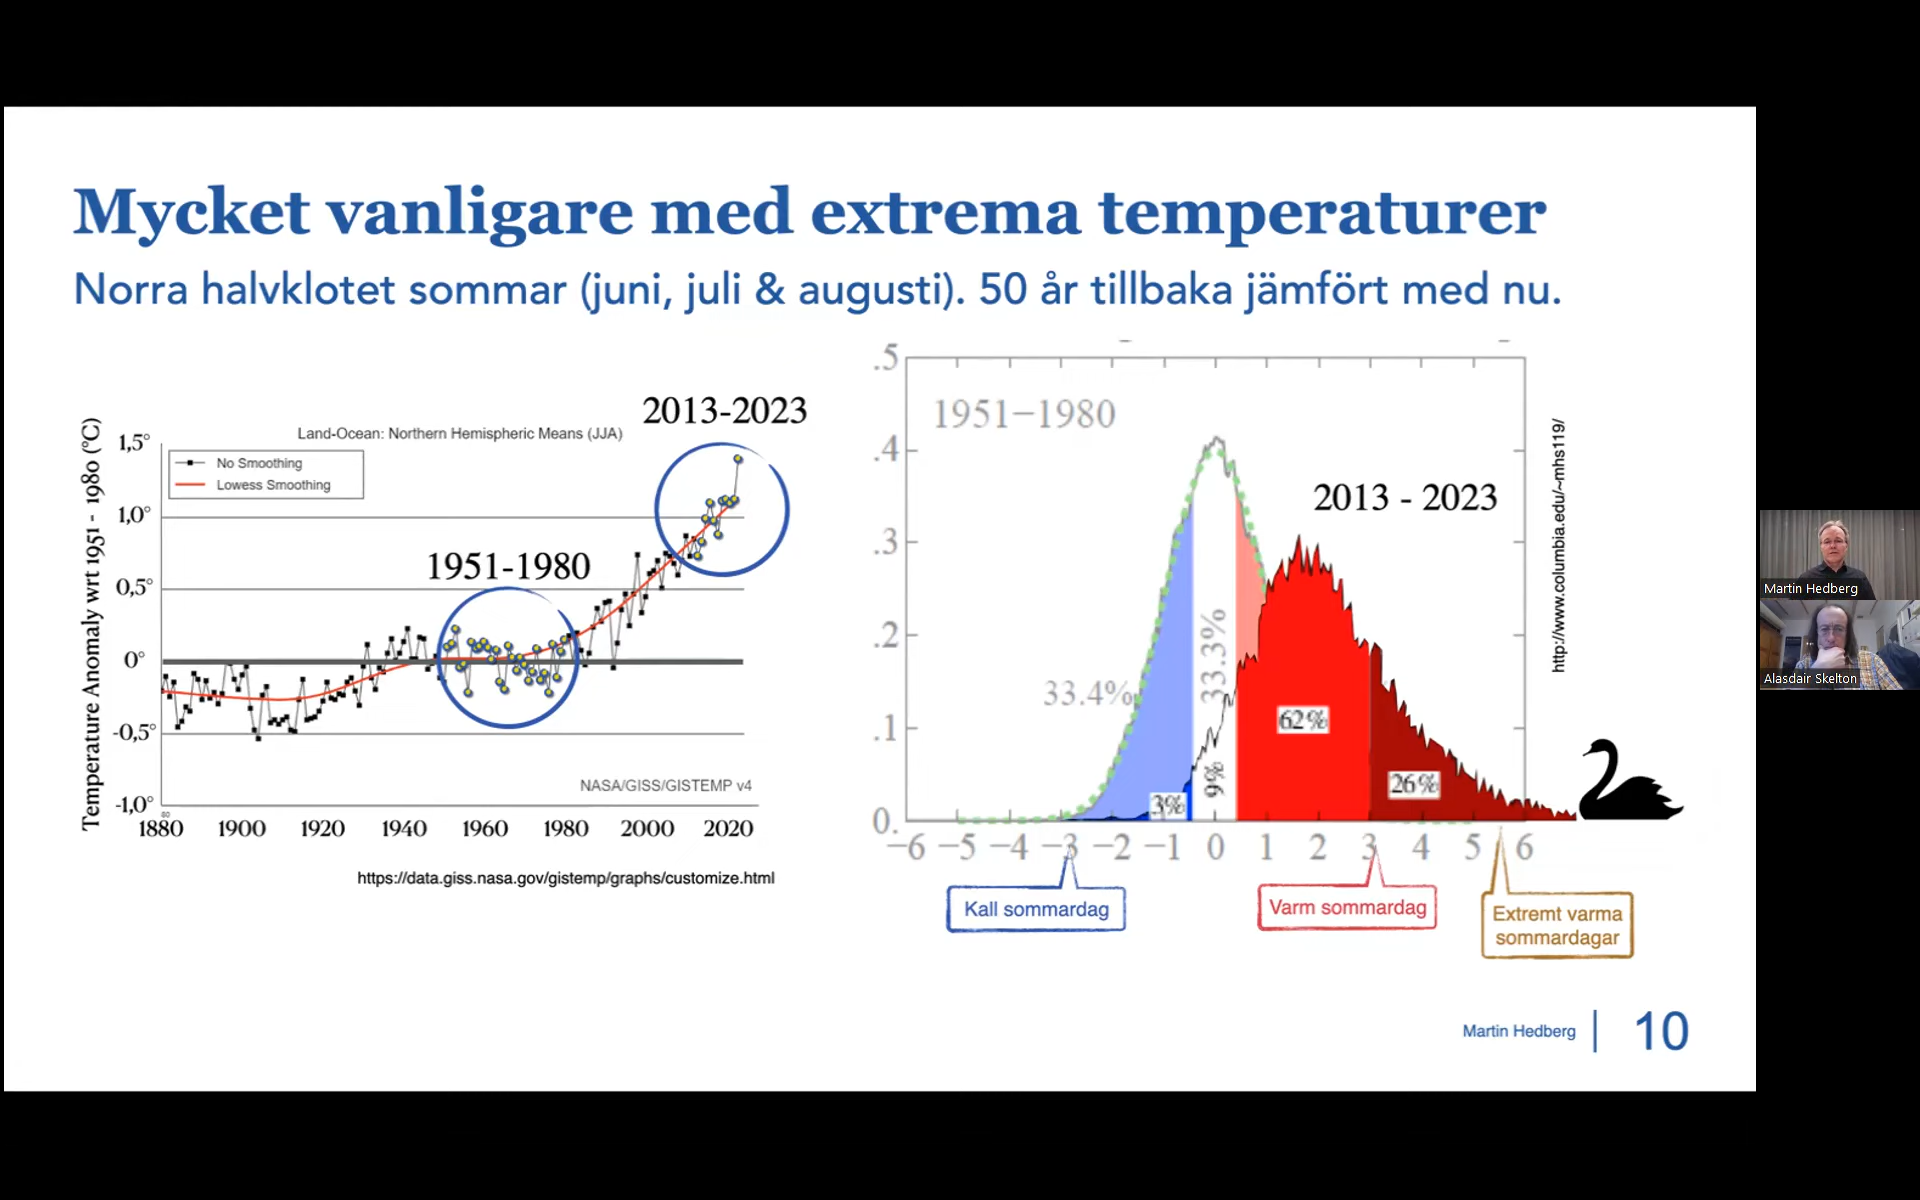 Mycket vanligare med extrema temperaturer
Norra halvklotet sommar (juni, juli & augusti). 50 år tillbaka jämfört med nu.
2013-2023
Land-Ocean: Northern Hemispheric Means (JJA)
No Smoothing
Lowess Smoothing
1951-1980
Temperature Anomaly wrt 1951 - 1980 (°C)
1,5°
1,0°
0,5°
0°
-0,5°
-1,0°
NASA/GISS/GISTEMP v4
1880 1900 1920 1940 1960 1980 2000 2020
https://data.giss.nasa.gov/gistemp/graphs/customize.html
.5
.4
.3
.2
.1
0.
1951−1980
2013 - 2023
33.4%
33.3%
3%
9%
62%
26%
−6 −5 −4 −3 −2 −1 0 1 2 3 4 5 6
http://www.columbia.edu/~mhs119/
Kall sommardag
Varm sommardag
Extremt varma
sommardagar
Martin Hedberg
10
Martin Hedberg
Alasdair Skelton